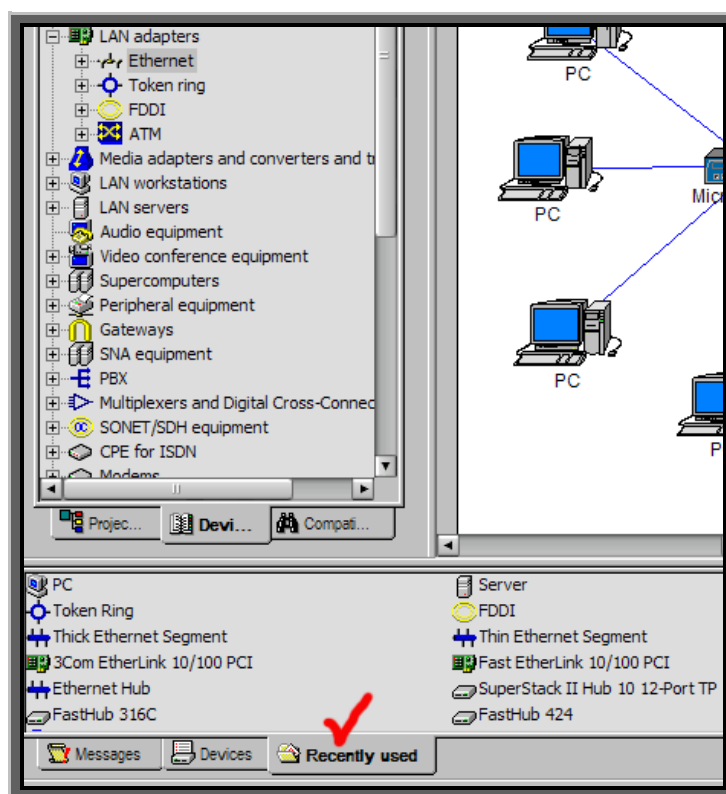 LAN adapters
Ethernet
Token ring
FDDI
ATM
Media adapters and converters and t
LAN workstations
LAN servers
Audio equipment
Video conference equipment
Supercomputers
Peripheral equipment
Gateways
SNA equipment
PBX
Multiplexers and Digital Cross-Connec
OC SONET/SDH equipment
CPE for ISDN
Modems
Projec... Devi... Compati...
PC
PC
Micr
PC
P
PC Server
Token Ring FDDI
Thick Ethernet Segment Thin Ethernet Segment
3Com EtherLink 10/100 PCI Fast EtherLink 10/100 PCI
Ethernet Hub SuperStack II Hub 10 12-Port TP
FastHub 316C FastHub 424
Messages Devices Recently used